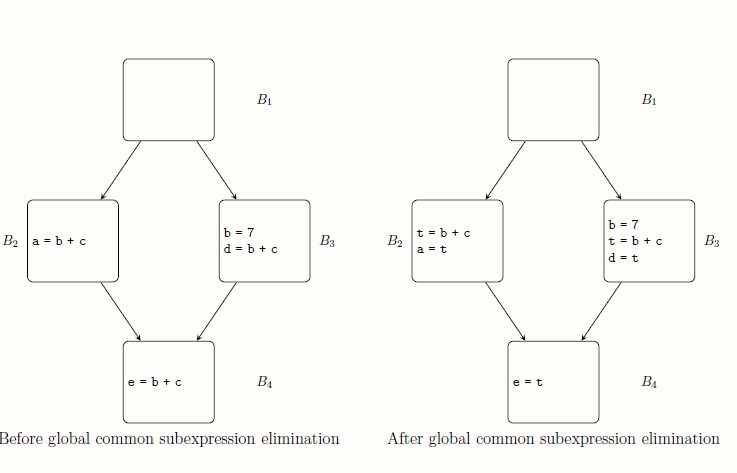 B₁
B₂
a = b + c
b = 7
d = b + c
B₃
e = b + c
B₄
Before global common subexpression elimination
B₁
B₂
t = b + c
a = t
b = 7
t = b + c
d = t
B₃
e = t
B₄
After global common subexpression elimination